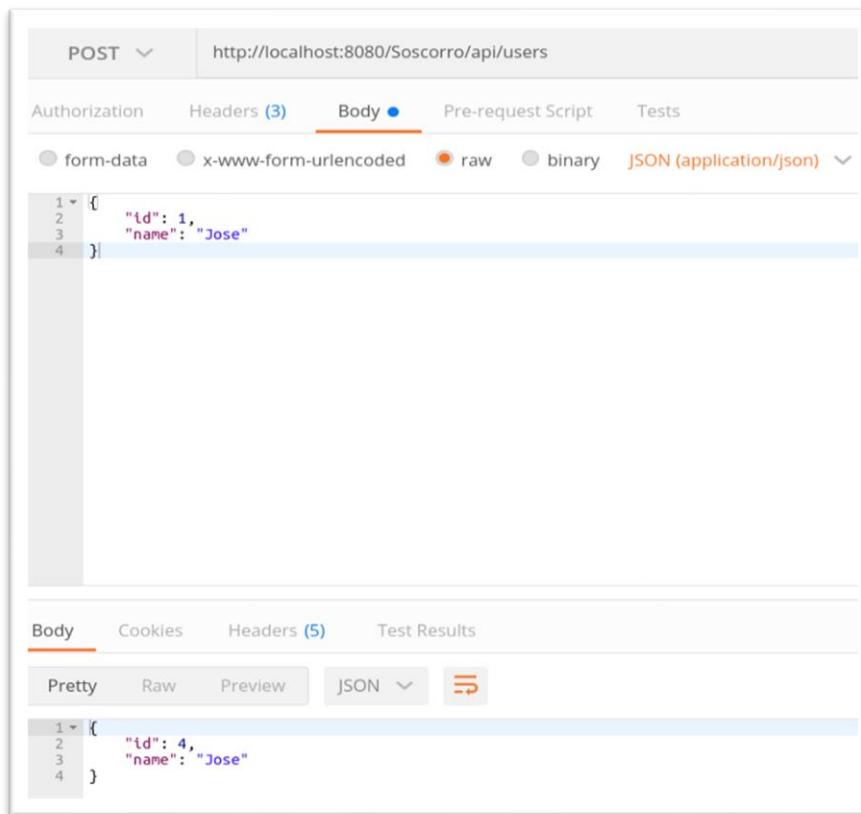 POST http://localhost:8080/Soscorro/api/users
Authorization Headers (3) Body Pre-request Script Tests
form-data x-www-form-urlencoded raw binary JSON (application/json)
1 {
2 "id": 1,
3 "name": "Jose"
4 }
Body Cookies Headers (5) Test Results
Pretty Raw Preview JSON
1 {
2 "id": 4,
3 "name": "Jose"
4 }